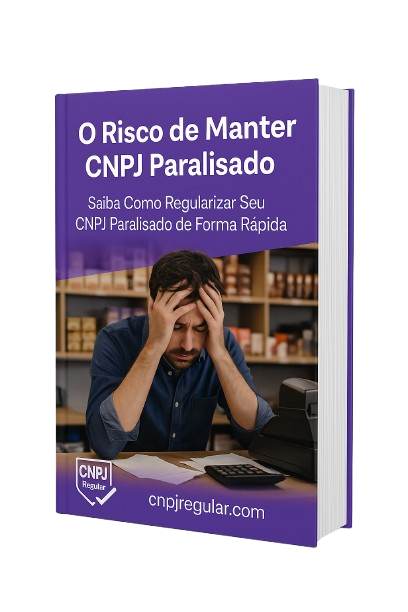 O Risco de Manter
CNPJ Paralisado
Saiba Como Regularizar Seu
CNPJ Paralisado de Forma Rápida
CNPJ
Regular
cnpjregular.com